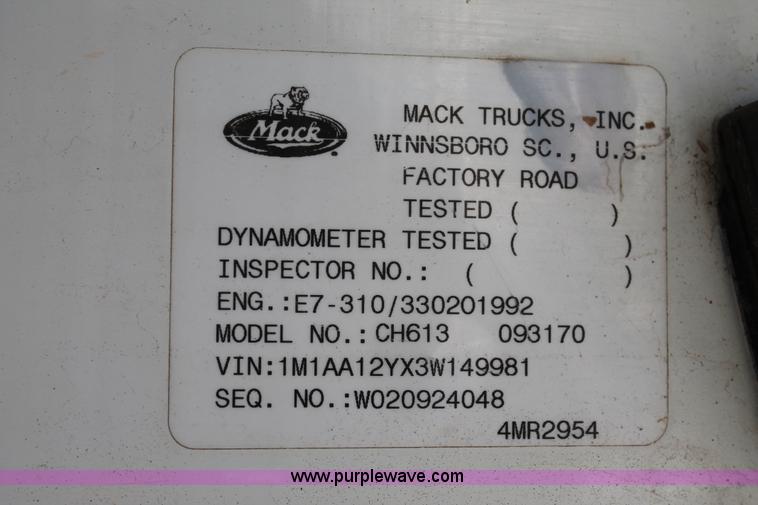 Mack
MACK TRUCKS, INC.
WINNSBORO SC., U.S.
FACTORY ROAD
TESTED ( )
DYNAMOMETER TESTED ( )
INSPECTOR NO.: ( )
ENG.:E7-310/330201992
MODEL NO.:CH613 093170
VIN:1M1AA12YX3W149981
SEQ. NO.:W020924048
4MR2954
www.purplewave.com